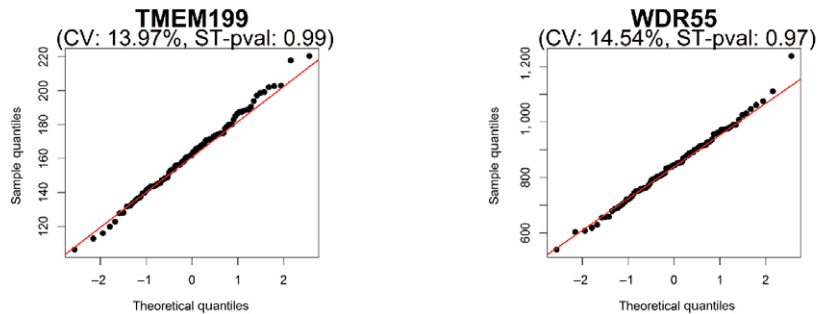 TMEM199
(CV: 13.97%, ST-pval: 0.99)
220
200
180
160
140
120
Sample quantiles
−2 −1 0 1 2
Theoretical quantiles
WDR55
(CV: 14.54%, ST-pval: 0.97)
1,200
1,000
800
600
Sample quantiles
−2 −1 0 1 2
Theoretical quantiles